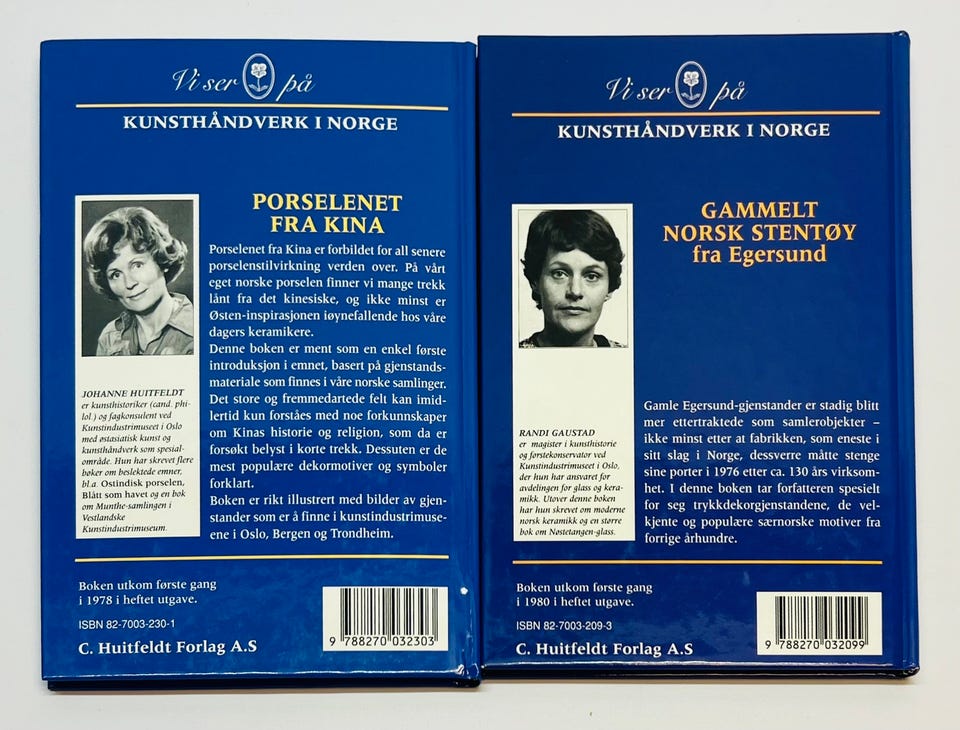 Vi ser på
KUNSTHÅNDVERK I NORGE
PORSELENET
FRA KINA
Porselenet fra Kina er forbildet for all senere
porselenstilvirkning verden over. På vårt
eget norske porselen finner vi mange trekk
lånt fra det kinesiske, og ikke minst er
Østen-inspirasjonen iøynefallende hos våre
dagers keramikere.
Denne boken er ment som en enkel første
introduksjon i emnet, basert på gjenstands-
materiale som finnes i våre norske samlinger.
Det store og fremmedartede felt kan imid-
lertid kun forståes med noe forkunnskaper
om Kinas historie og religion, som da er
forsøkt belyst i korte trekk. Dessuten er de
mest populære dekormotiver og symboler
forklart.
Boken er rikt illustrert med bilder av gjen-
stander som er å finne i kunstindustrimuse-
ene i Oslo, Bergen og Trondheim.
JOHANNE HUITFELDT
er kunsthistoriker (cand. phi-
lol.) og fagkonsulent ved
Kunstindustrimuseet i Oslo
med østasiatisk kunst og
kunsthåndverk som spesial-
område. Hun har skrevet flere
bøker om beslektede emner,
bl.a. Ostindisk porselen,
Blått som havet og en bok
om Munthe-samlingen i
Vestlandske
Kunstindustrimuseum.
Boken utkom første gang
i 1978 i heftet utgave.
ISBN 82-7003-230-1
C. Huitfeldt Forlag A.S
9 788270 032303
Vi ser på
KUNSTHÅNDVERK I NORGE
GAMMELT
NORSK STENTØY
fra Egersund
RANDI GAUSTAD
er magister i kunsthistorie
og førstekonservator ved
Kunstindustrimuseet i Oslo,
der hun har ansvaret for
avdelingen for glass og kera-
mikk. Utover denne boken
har hun skrevet om moderne
norsk keramikk og en større
bok om Nøstetangen-glass.
Gamle Egersund-gjenstander er stadig blitt
mer ettertraktede som samlerobjekter –
ikke minst etter at fabrikken, som eneste i
sitt slag i Norge, dessverre måtte stenge
sine porter i 1976 etter ca. 130 års virksom-
het. I denne boken tar forfatteren spesielt
for seg trykkdekorgjenstandene, de vel-
kjente og populære særnorske motiver fra
forrige århundre.
Boken utkom første gang
i 1980 i heftet utgave.
ISBN 82-7003-209-3
C. Huitfeldt Forlag A.S
9 788270 032099